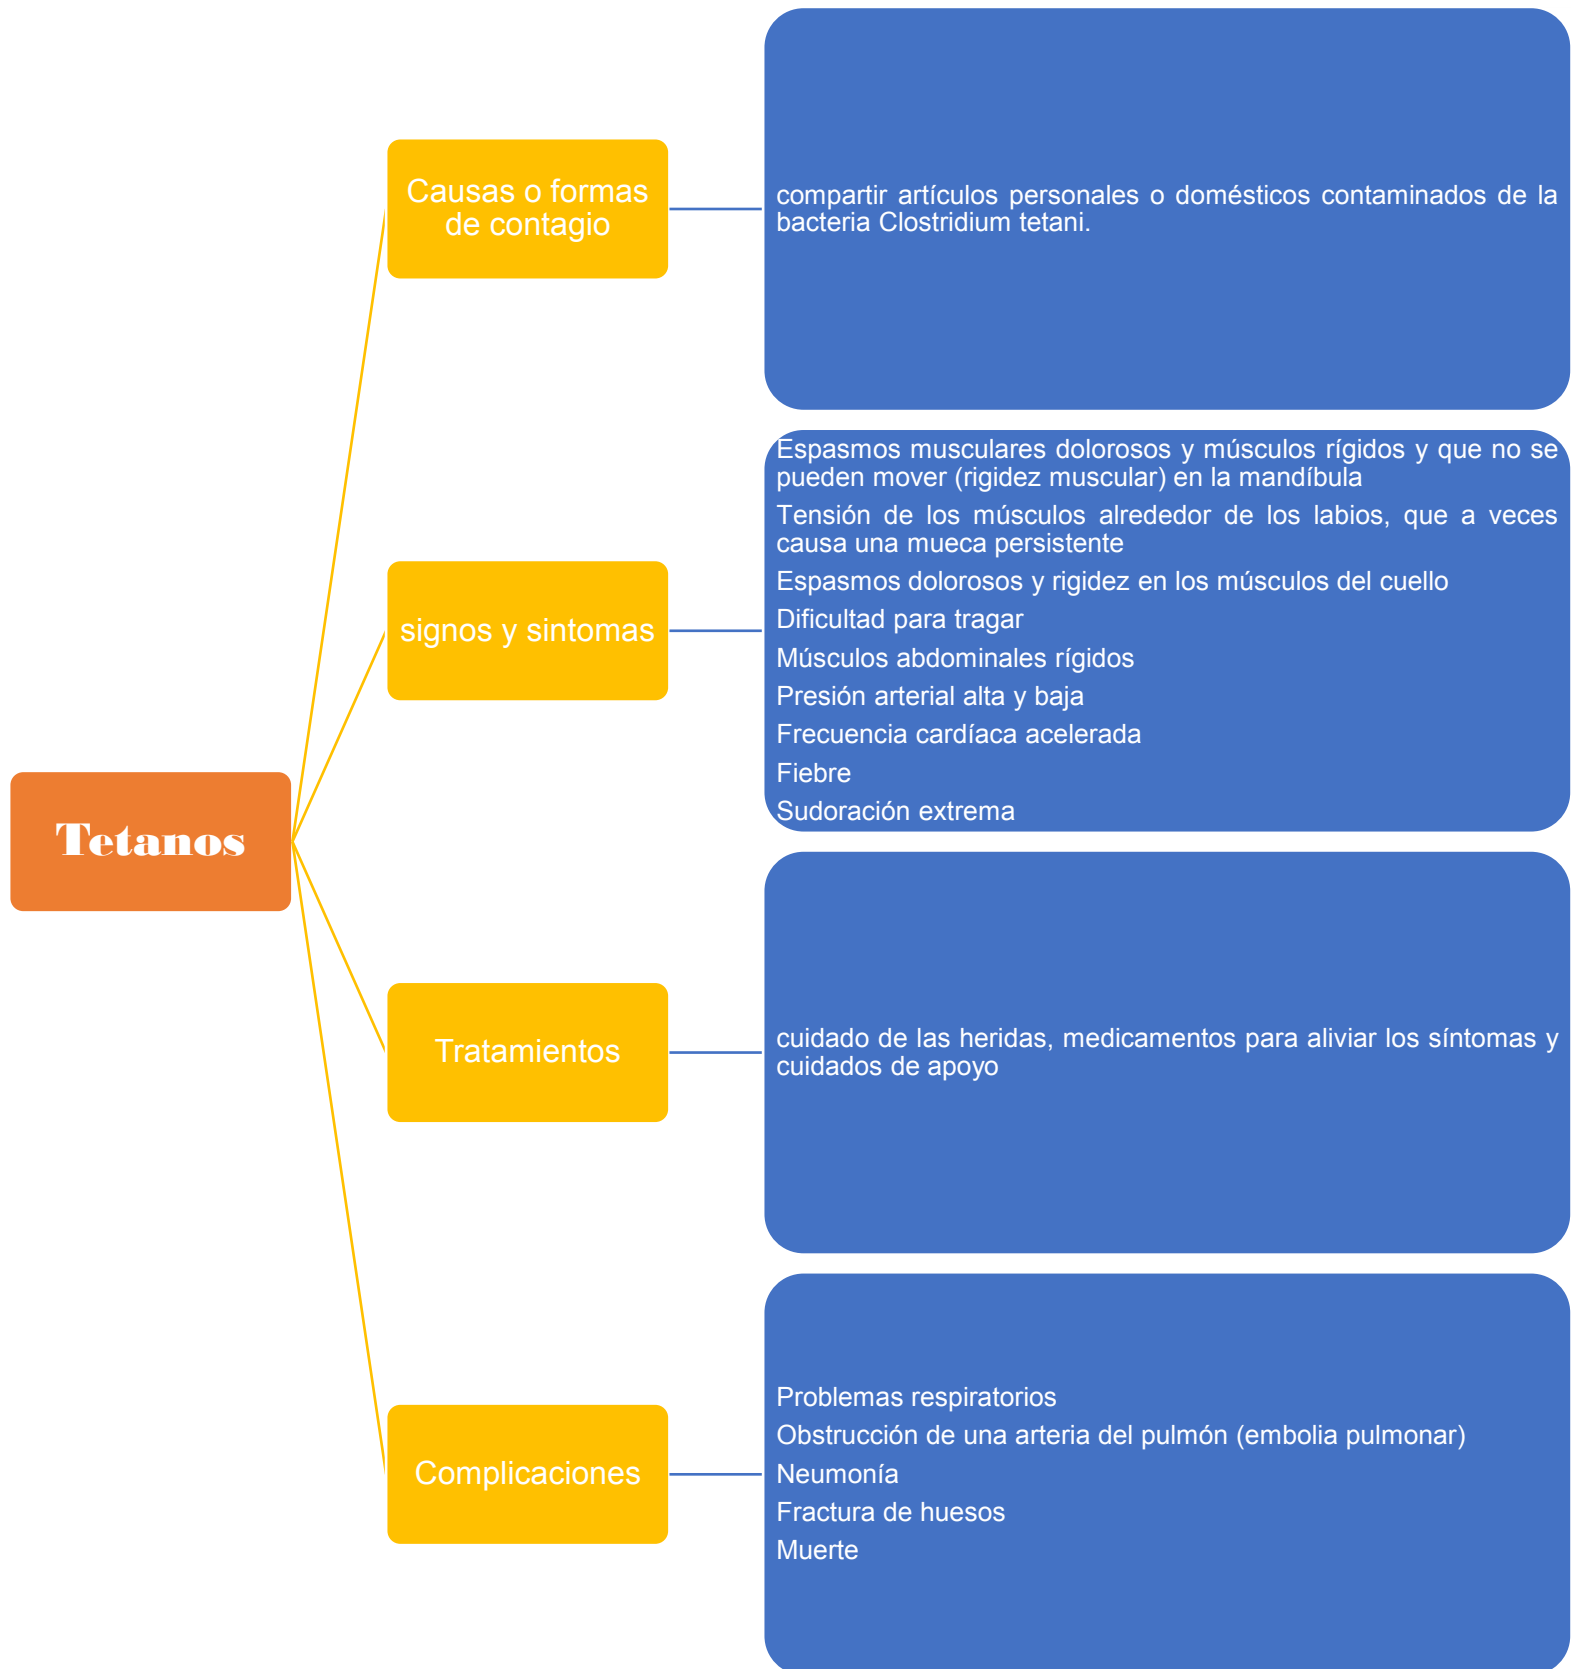 Tetanos
Causas o formas
de contagio
compartir artículos personales o domésticos contaminados de la
bacteria Clostridium tetani.
signos y sintomas
Espasmos musculares dolorosos y músculos rígidos y que no se
pueden mover (rigidez muscular) en la mandíbula
Tensión de los músculos alrededor de los labios, que a veces
causa una mueca persistente
Espasmos dolorosos y rigidez en los músculos del cuello
Dificultad para tragar
Músculos abdominales rígidos
Presión arterial alta y baja
Frecuencia cardíaca acelerada
Fiebre
Sudoración extrema
Tratamientos
cuidado de las heridas, medicamentos para aliviar los síntomas y
cuidados de apoyo
Complicaciones
Problemas respiratorios
Obstrucción de una arteria del pulmón (embolia pulmonar)
Neumonía
Fractura de huesos
Muerte